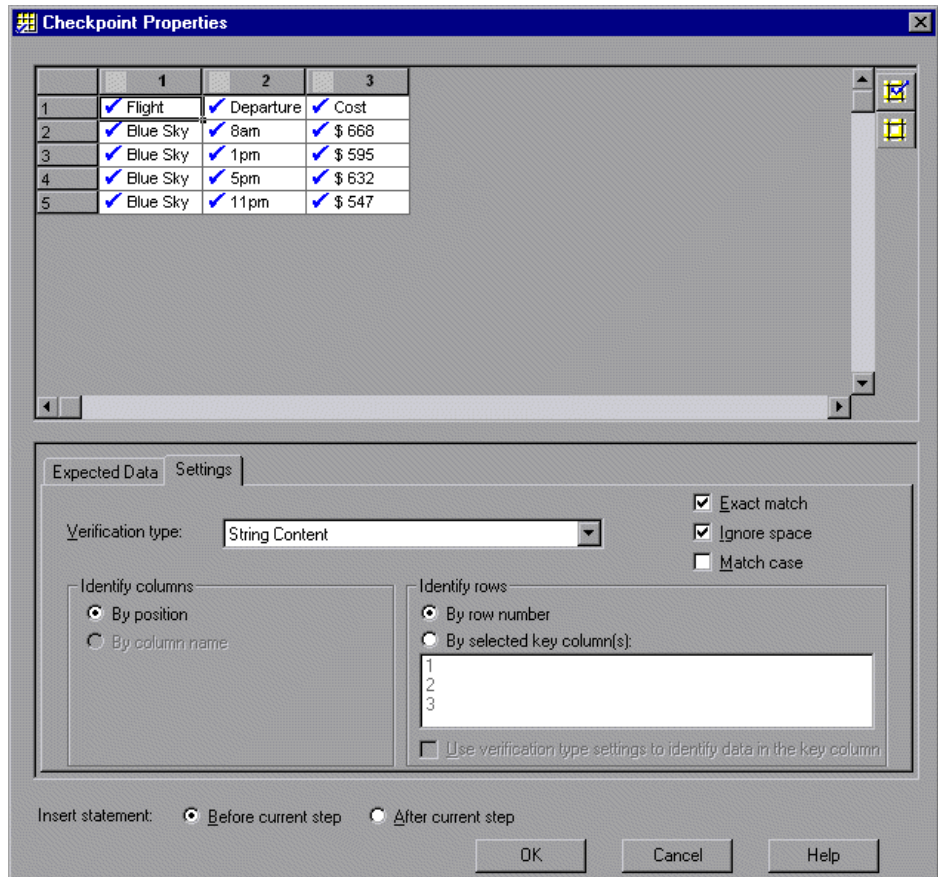 Checkpoint Properties
1 2 3
1 Flight Departure Cost
2 Blue Sky 8am $ 668
3 Blue Sky 1pm $ 595
4 Blue Sky 5pm $ 632
5 Blue Sky 11pm $ 547
Expected Data Settings
Verification type: String Content
Exact match
Ignore space
Match case
Identify columns
By position
By column name
Identify rows
By row number
By selected key column(s):
1
2
3
Use verification type settings to identify data in the key column
Insert statement: Before current step After current step
OK Cancel Help